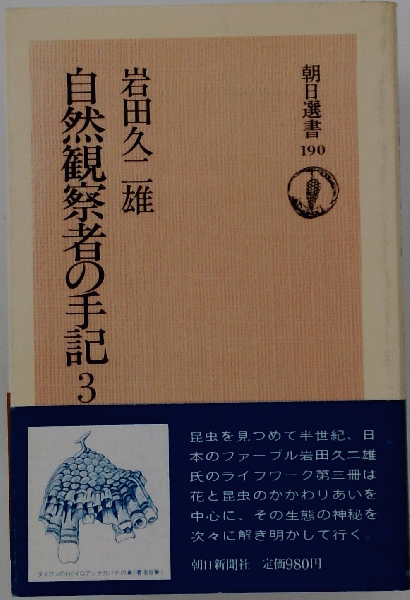 朝日選書
190
岩田久二雄
自然観察者の手記
3
昆虫を見つめて半世紀、日
本のファーブル岩田久二雄
氏のライフワーク第三冊は
花と昆虫のかかわりあいを
中心に、その生態の神秘を
次々に解き明かして行く。
朝日新聞社 定価980円